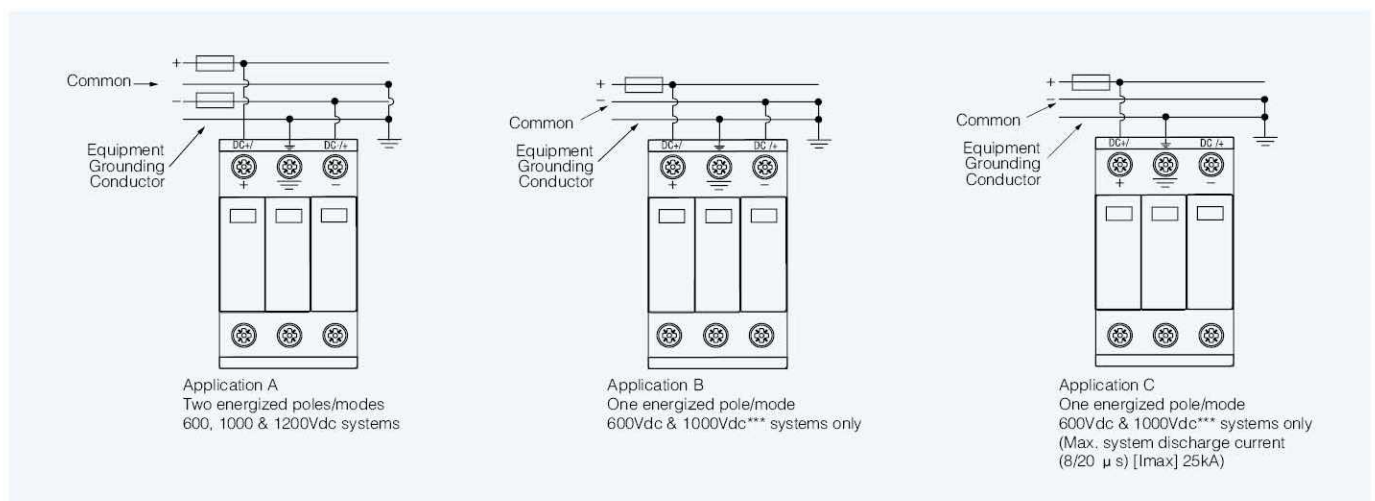 +
Common
−
Equipment
Grounding
Conductor
DC+/
DC /+
+
−
Application A
Two energized poles/modes
600, 1000 & 1200Vdc systems
+
−
Common
Equipment
Grounding
Conductor
DC+/
DC /+
+
−
Application B
One energized pole/mode
600Vdc & 1000Vdc*** systems only
+
−
Common
Equipment
Grounding
Conductor
DC+/
DC /+
+
−
Application C
One energized pole/mode
600Vdc & 1000Vdc*** systems only
(Max. system discharge current
(8/20 μ s) [Imax] 25kA)